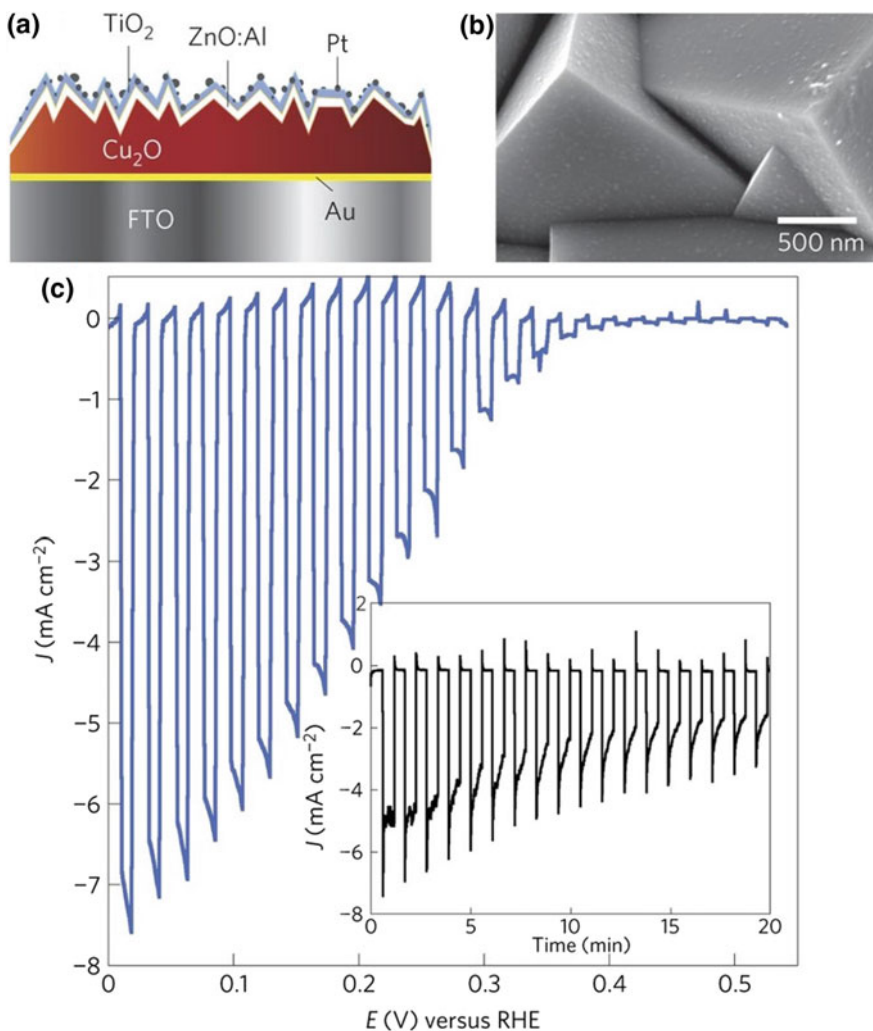 (a)
TiO₂
ZnO:Al
Pt
Cu₂O
Au
FTO
(b)
500 nm
(c)
0
−1
−2
−3
−4
−5
−6
−7
−8
J (mA cm⁻²)
0
0.1
0.2
0.3
0.4
0.5
E (V) versus RHE
2
0
−2
−4
−6
−8
J (mA cm⁻²)
0
5
10
15
20
Time (min)